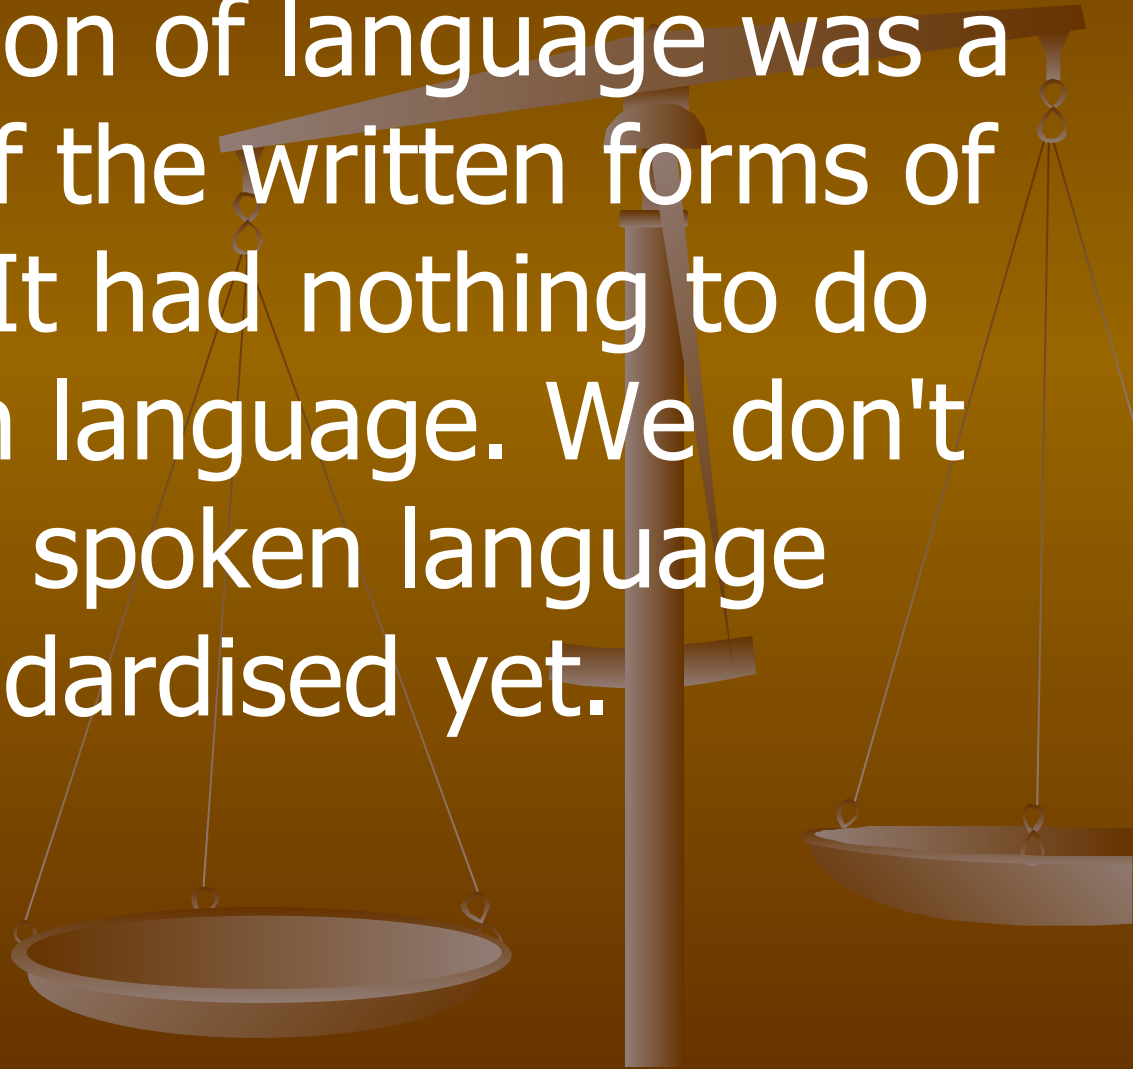 on of language was a
f the written forms of
It had nothing to do
n language. We don't
spoken language
dardised yet.